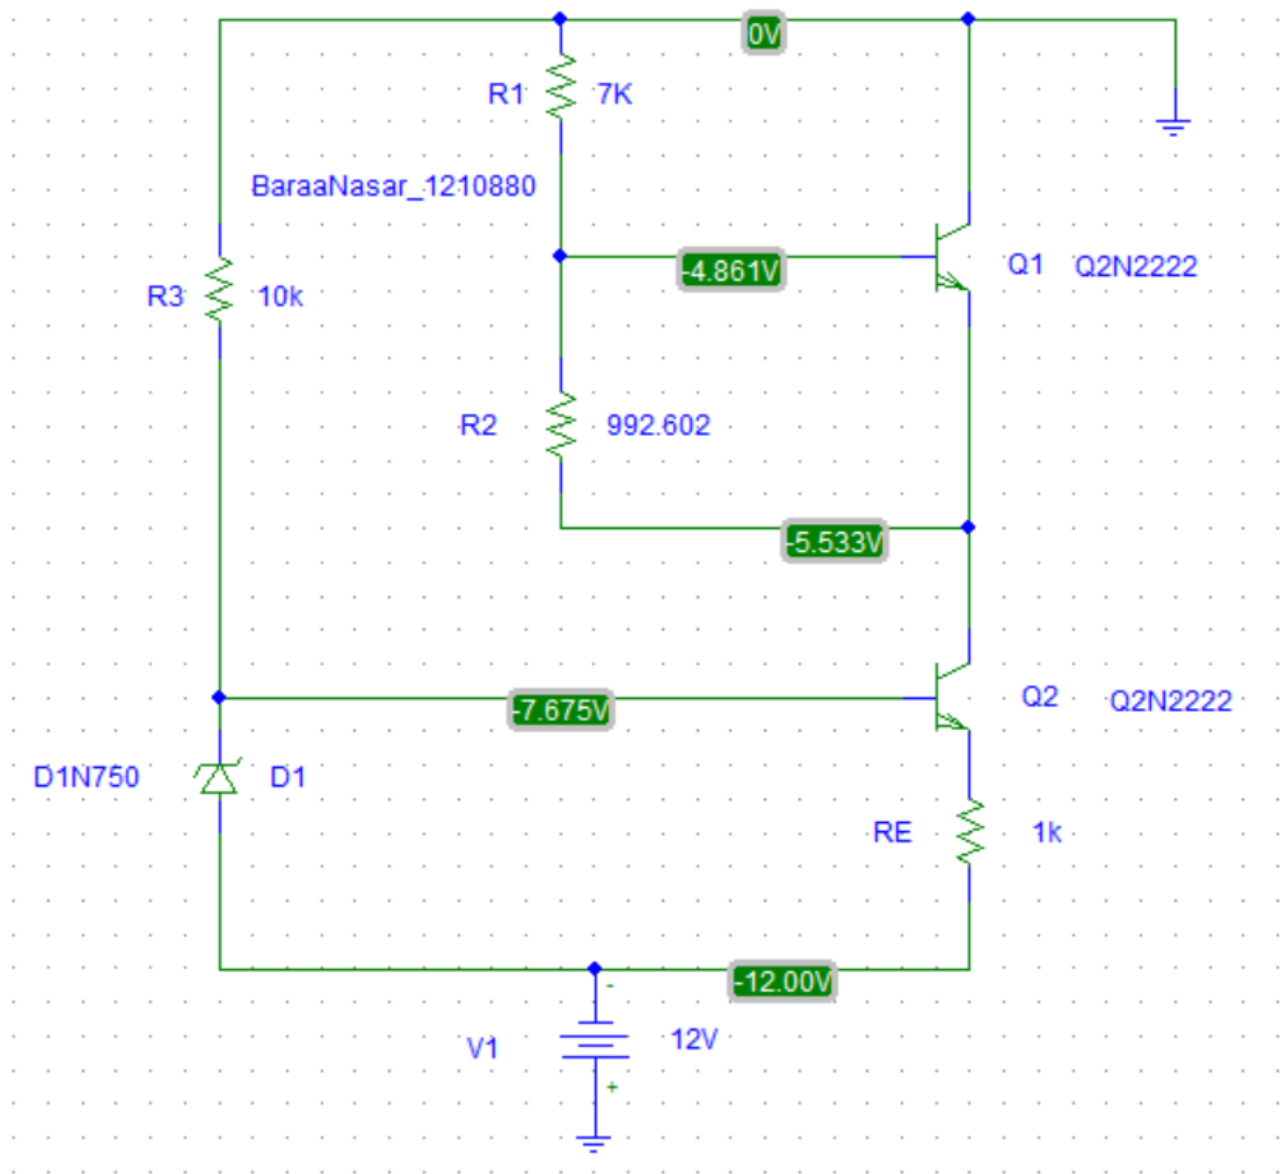 0V
R1 7K
BaraaNasar_1210880
-4.861V
Q1 Q2N2222
R3 10k
R2 992.602
-5.533V
-7.675V
Q2 Q2N2222
D1N750 D1
RE 1k
-12.00V
-
V1 12V
+